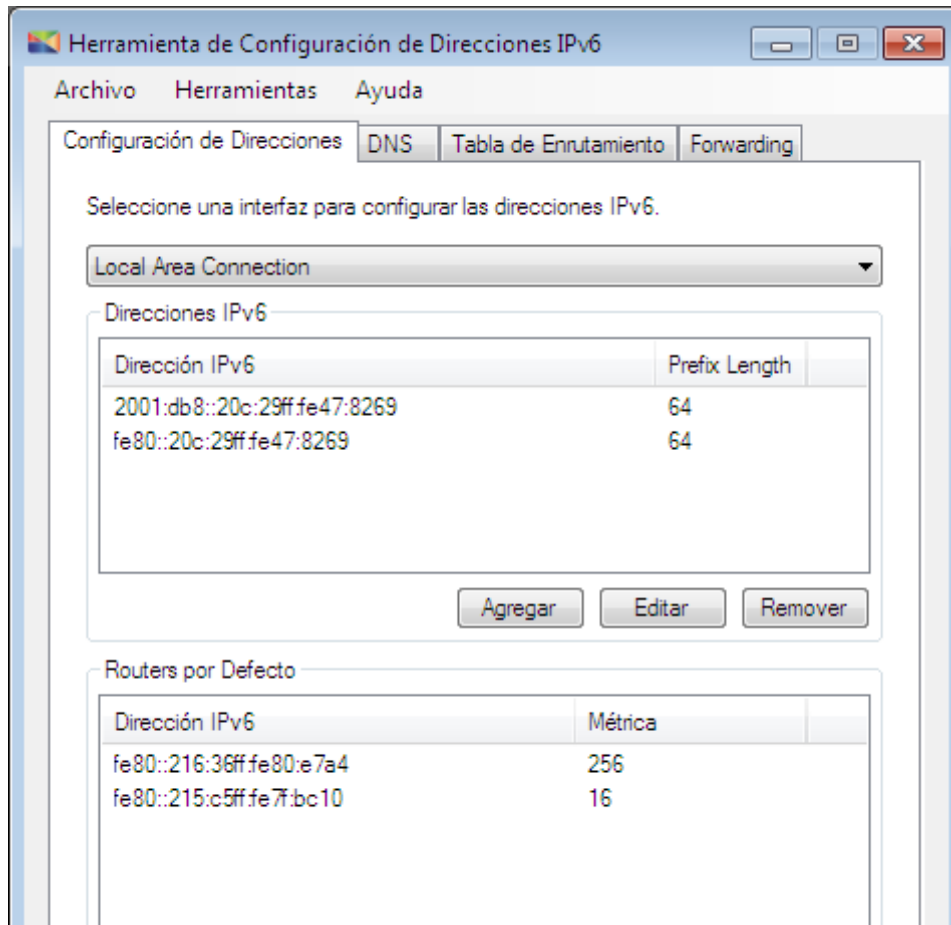 Herramienta de Configuración de Direcciones IPv6
Archivo Herramientas Ayuda
Configuración de Direcciones DNS Tabla de Enrutamiento Forwarding
Seleccione una interfaz para configurar las direcciones IPv6.
Local Area Connection
Direcciones IPv6
Dirección IPv6 Prefix Length
2001:db8::20c:29ff:fe47:8269 64
fe80::20c:29ff:fe47:8269 64
Agregar Editar Remover
Routers por Defecto
Dirección IPv6 Métrica
fe80::216:36ff:fe80:e7a4 256
fe80::215:c5ff:fe7f:bc10 16